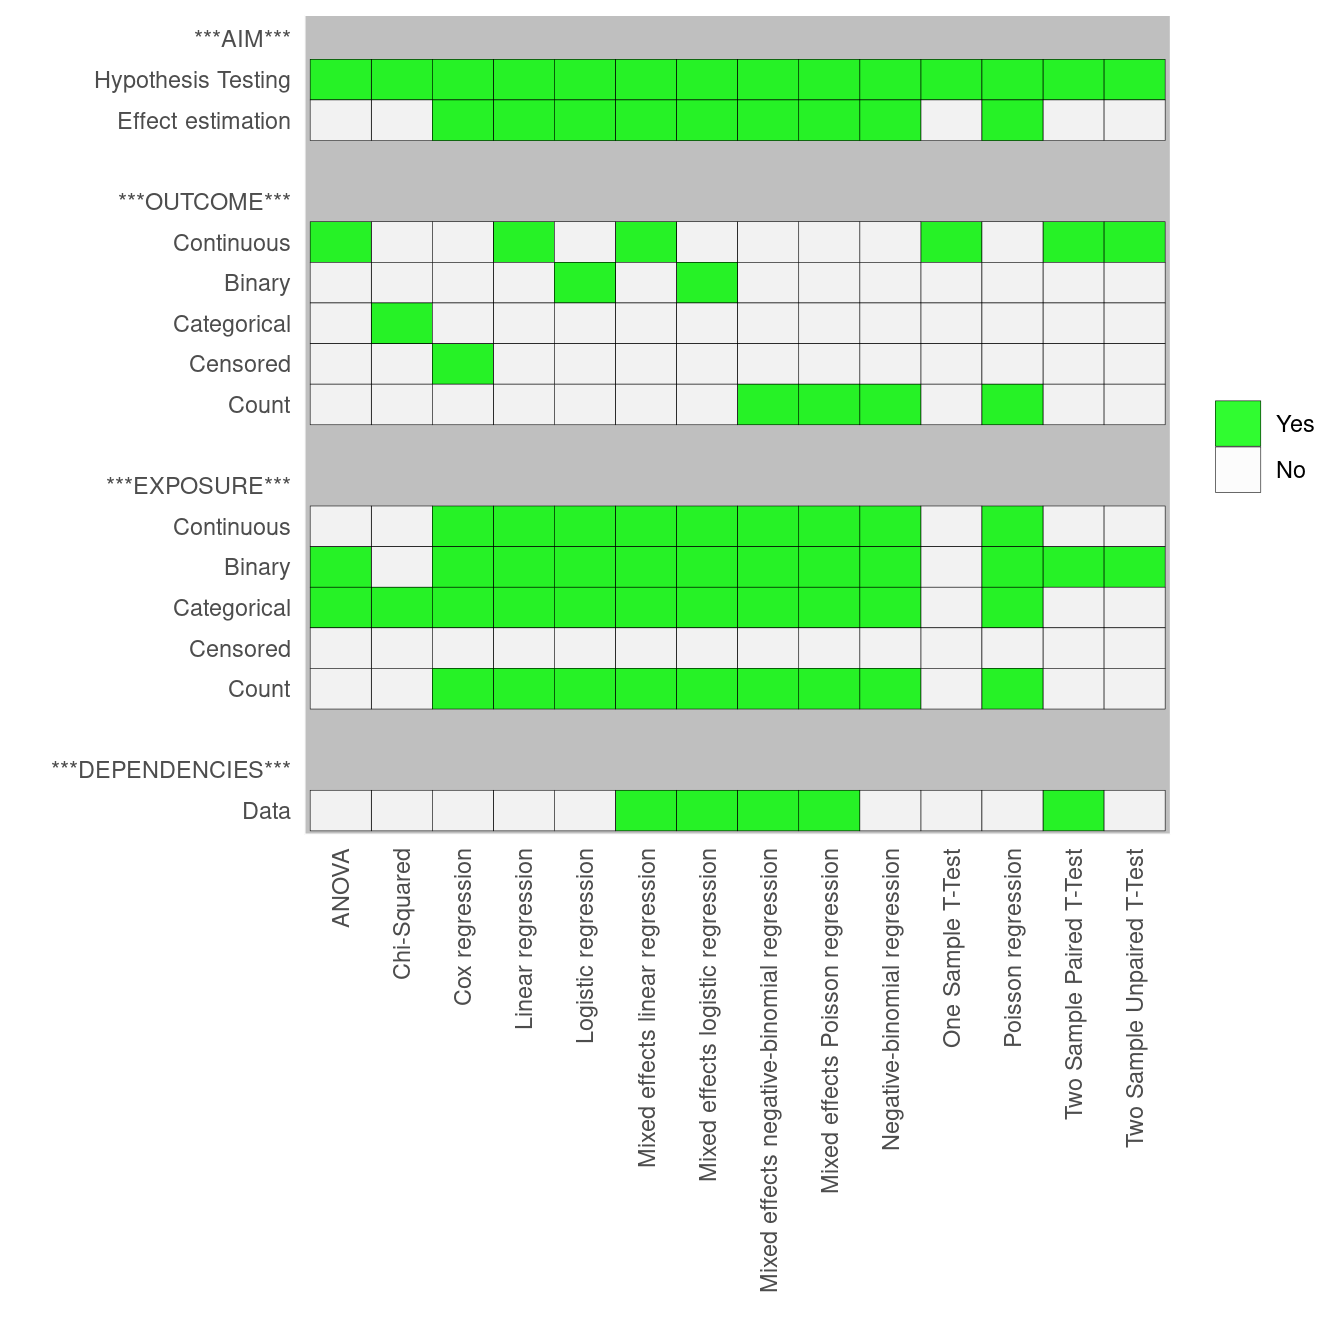 ***AIM***
Hypothesis Testing
Effect estimation
***OUTCOME***
Continuous
Binary
Categorical
Censored
Count
***EXPOSURE***
Continuous
Binary
Categorical
Censored
Count
***DEPENDENCIES***
Data
ANOVA
Chi-Squared
Cox regression
Linear regression
Logistic regression
Mixed effects linear regression
Mixed effects logistic regression
Mixed effects negative-binomial regression
Mixed effects Poisson regression
Negative-binomial regression
One Sample T-Test
Poisson regression
Two Sample Paired T-Test
Two Sample Unpaired T-Test
Yes
No